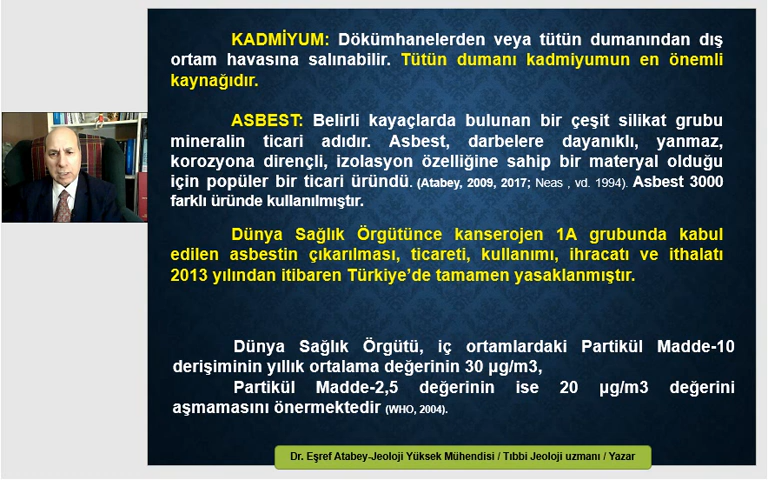 KADMİYUM: Dökümhanelerden veya tütün dumanından dış
ortam havasına salınabilir. Tütün dumanı kadmiyumun en önemli
kaynağıdır.
ASBEST: Belirli kayaçlarda bulunan bir çeşit silikat grubu
mineralin ticari adıdır. Asbest, darbelere dayanıklı, yanmaz,
korozyona dirençli, izolasyon özelliğine sahip bir materyal olduğu
için popüler bir ticari üründü. (Atabey, 2009, 2017; Neas , vd. 1994). Asbest 3000
farklı üründe kullanılmıştır.
Dünya Sağlık Örgütünce kanserojen 1A grubunda kabul
edilen asbestin çıkarılması, ticareti, kullanımı, ihracatı ve ithalatı
2013 yılından itibaren Türkiye'de tamamen yasaklanmıştır.
Dünya Sağlık Örgütü, iç ortamlardaki Partikül Madde-10
derişiminin yıllık ortalama değerinin 30 µg/m3,
Partikül Madde-2,5 değerinin ise 20 µg/m3 değerini
aşmamasını önermektedir (WHO, 2004).
Dr. Eşref Atabey-Jeoloji Yüksek Mühendisi / Tıbbi Jeoloji uzmanı / Yazar